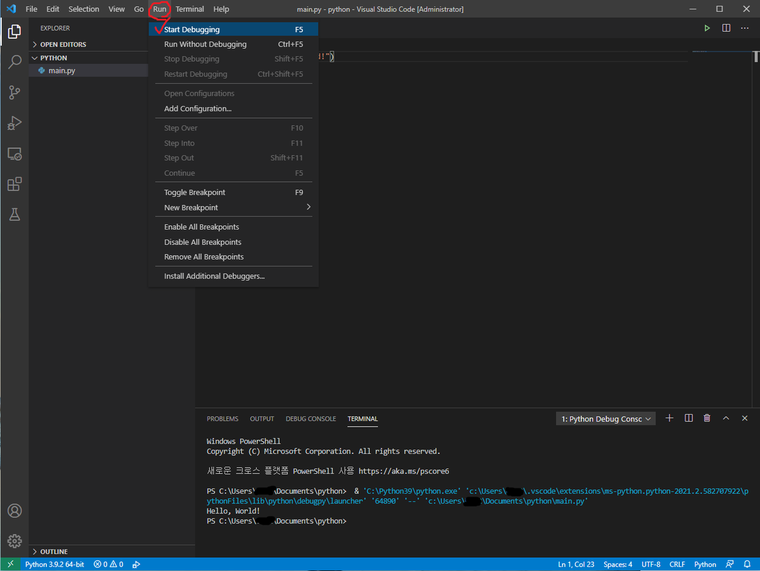 File Edit Selection View Go Run Terminal Help main.py - python - Visual Studio Code [Administrator]
EXPLORER
OPEN EDITORS
PYTHON
main.py
Start Debugging F5
Run Without Debugging Ctrl+F5
Stop Debugging Shift+F5
Restart Debugging Ctrl+Shift+F5
Open Configurations
Add Configuration...
Step Over F10
Step Into F11
Step Out Shift+F11
Continue F5
Toggle Breakpoint F9
New Breakpoint
Enable All Breakpoints
Disable All Breakpoints
Remove All Breakpoints
Install Additional Debuggers...
!")
PROBLEMS OUTPUT DEBUG CONSOLE TERMINAL 1: Python Debug Consc
Windows PowerShell
Copyright (C) Microsoft Corporation. All rights reserved.
새로운 크로스 플랫폼 PowerShell 사용 https://aka.ms/pscore6
PS C:\Users\ \Documents\python> & 'C:\Python39\python.exe' 'c:\Users\ \.vscode\extensions\ms-python.python-2021.2.582707922\p
ythonFiles\lib\python\debugpy\launcher' '64890' '--' 'c:\Users\ \Documents\python\main.py'
Hello, World!
PS C:\Users\ \Documents\python>
OUTLINE
Python 3.9.2 64-bit 0 0 Ln 1, Col 23 Spaces: 4 UTF-8 CRLF Python